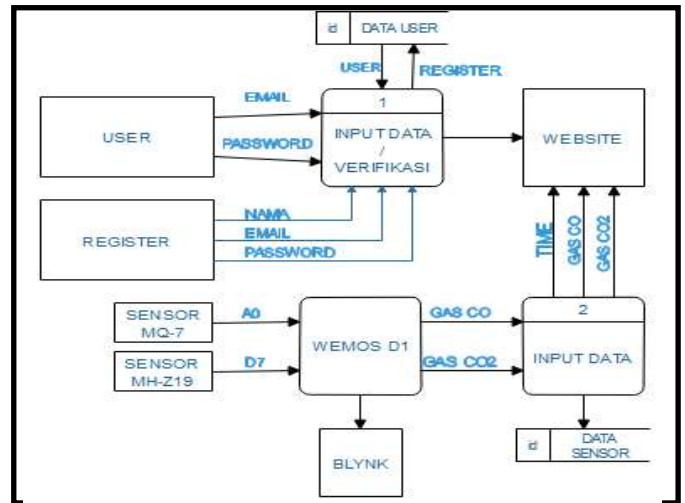 id DATA USER
USER REGISTER
EMAIL
PASSWORD
USER
1
INPUT DATA
/
VERIFIKASI
WEBSITE
REGISTER
NAMA
EMAIL
PASSWORD
TIME
GAS CO
GAS CO2
SENSOR
MQ-7
A0
SENSOR
MH-Z19
D7
WEMOS D1
GAS CO
GAS CO2
2
INPUT DATA
BLYNK
id DATA
SENSOR